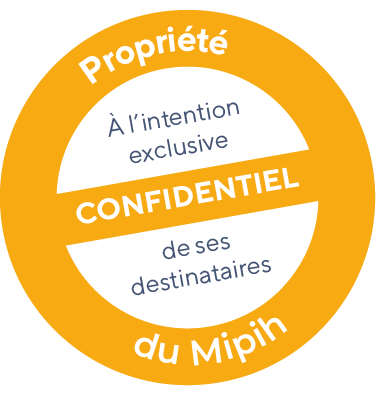 Propriété
À l'intention
exclusive
CONFIDENTIEL
de ses
destinataires
du Mipih